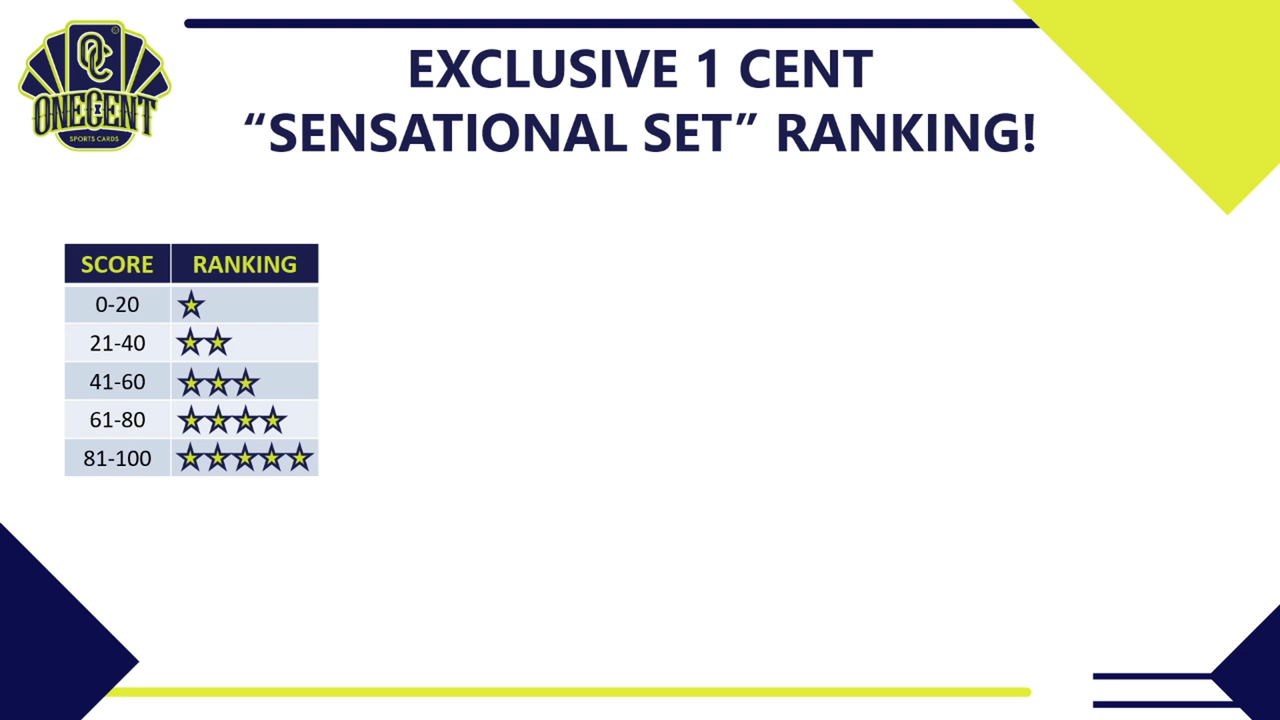 OC
ONECENT
SPORTS CARDS
EXCLUSIVE 1 CENT
“SENSATIONAL SET” RANKING!
SCORE RANKING
0-20
21-40
41-60
61-80
81-100